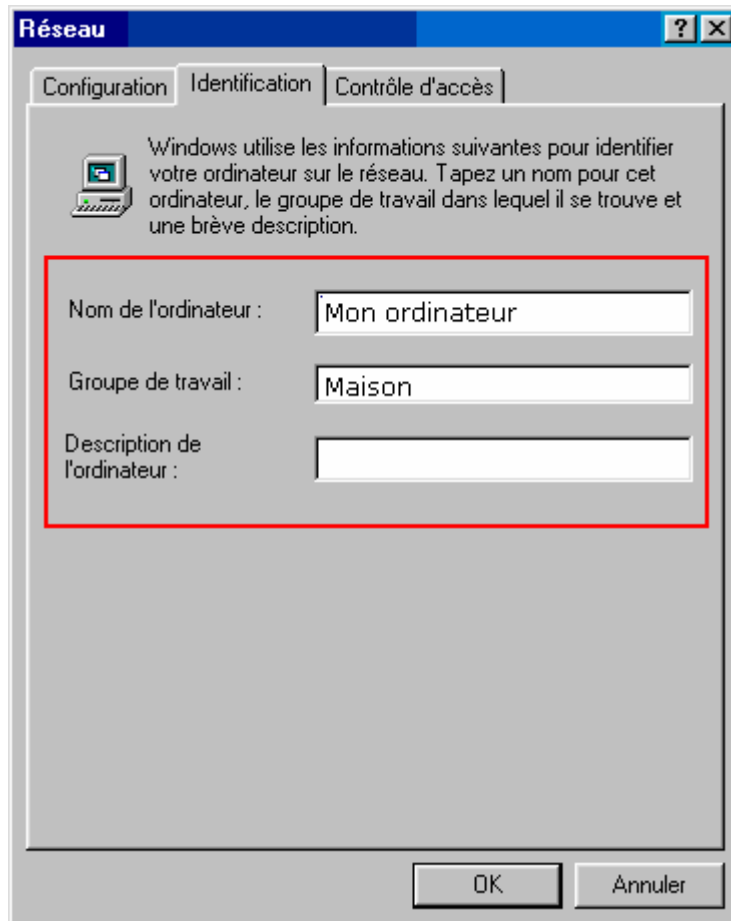 Réseau
Configuration Identification Contrôle d'accès
Windows utilise les informations suivantes pour identifier
votre ordinateur sur le réseau. Tapez un nom pour cet
ordinateur, le groupe de travail dans lequel il se trouve et
une brève description.
Nom de l'ordinateur : Mon ordinateur
Groupe de travail : Maison
Description de
l'ordinateur :
OK Annuler